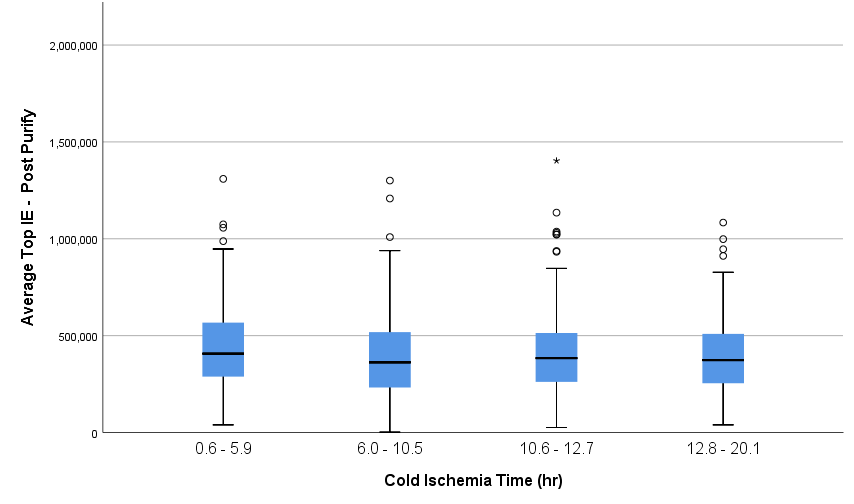 Average Top IE - Post Purify
2,000,000
1,500,000
1,000,000
500,000
0
0.6 - 5.9
6.0 - 10.5
10.6 - 12.7
12.8 - 20.1
Cold Ischemia Time (hr)